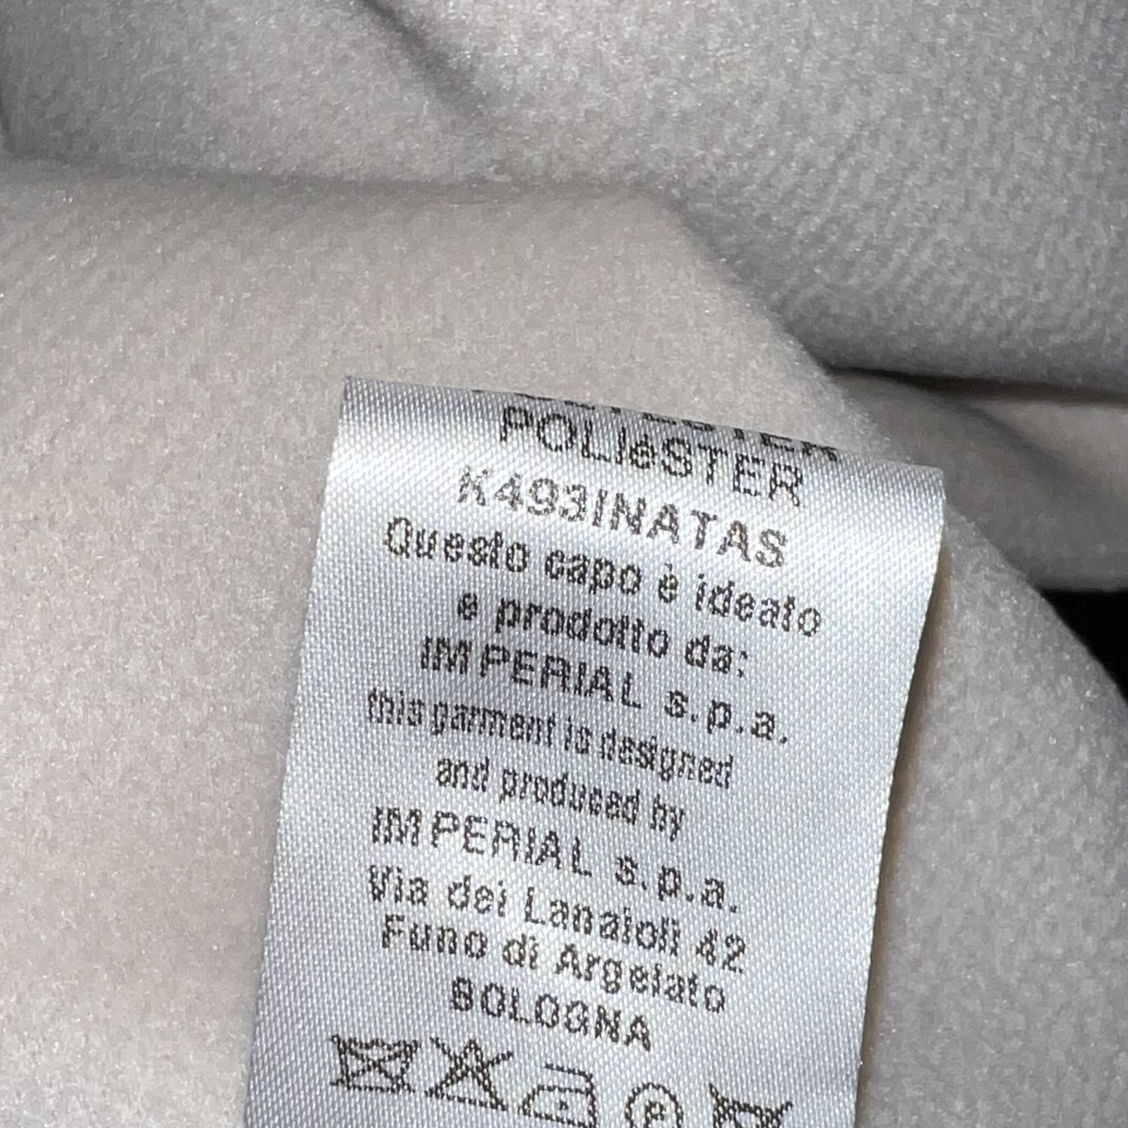 POLIéSTER
K493INATAS
Questo capo è ideato
e prodotto da:
IMPERIAL s.p.a.
this garment is designed
and produced by
IMPERIAL s.p.a.
Via dei Lanaioli 42
Funo di Argelato
BOLOGNA
P